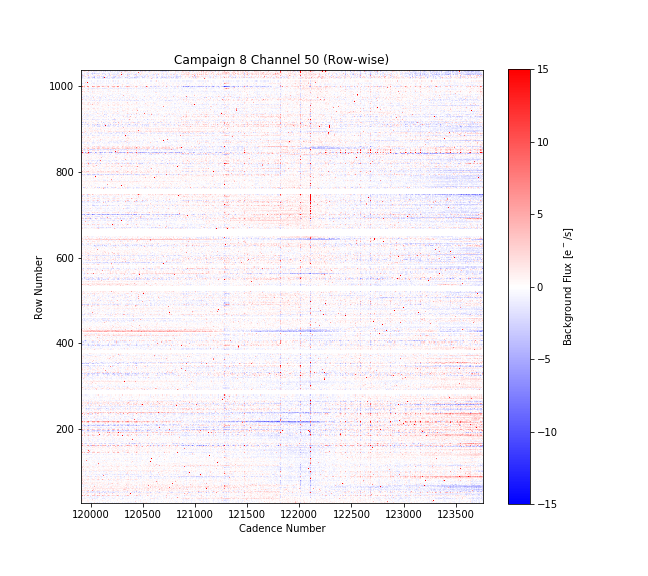 Campaign 8 Channel 50 (Row-wise)
1000
800
600
400
200
Row Number
120000 120500 121000 121500 122000 122500 123000 123500
Cadence Number
15
10
5
0
−5
−10
−15
Background Flux [e⁻/s]